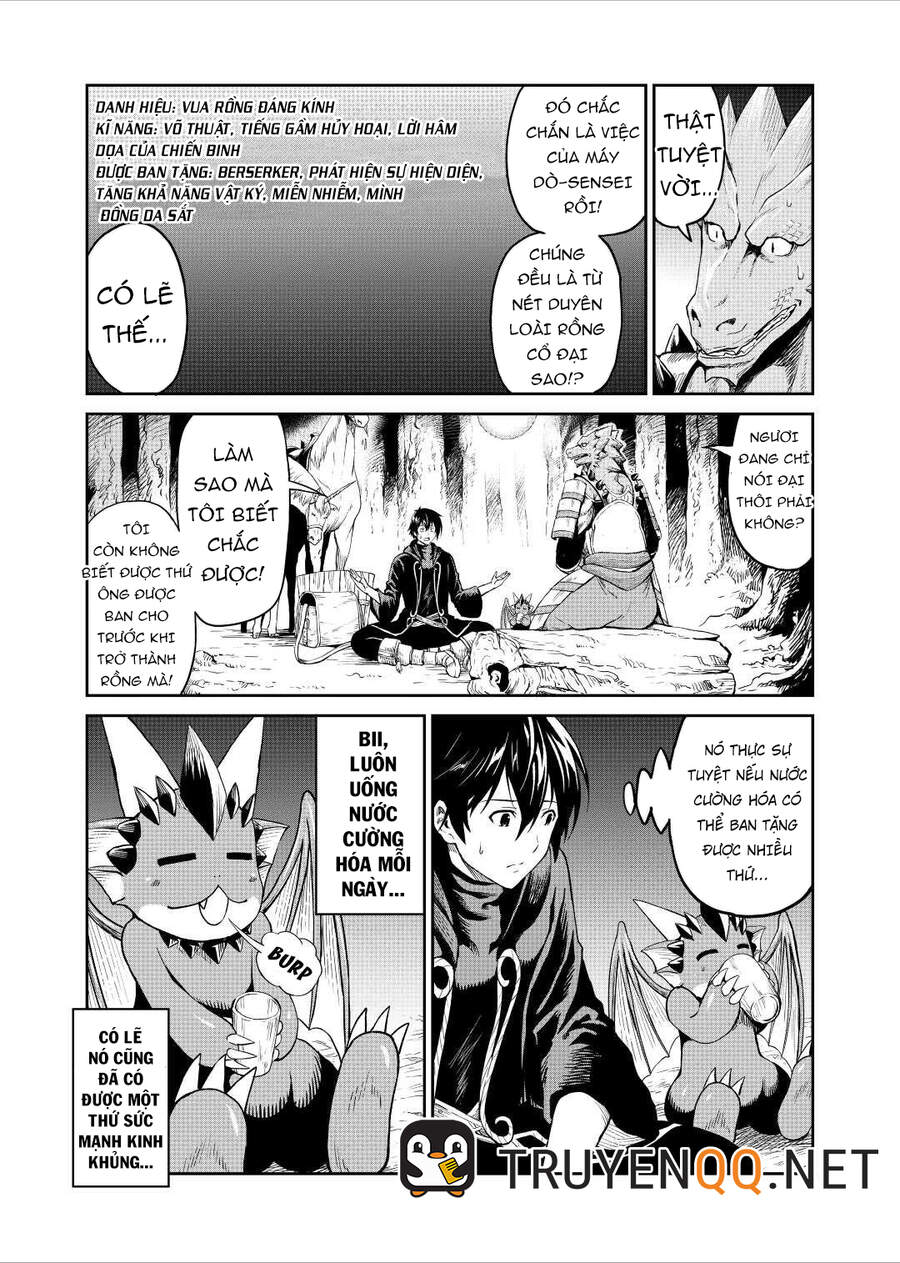 THẬT
TUYỆT
VỜI...
ĐÓ CHẮC
CHẮN LÀ VIỆC
CỦA MÁY
DÒ-SENSEI
RỒI!
CHÚNG
ĐỀU LÀ TỪ
NÉT DUYÊN
LOÀI RỒNG
CỔ ĐẠI
SAO!?
DANH HIỆU: VUA RỒNG ĐÁNG KÍNH
KĨ NĂNG: VÕ THUẬT, TIẾNG GẦM HỦY HOẠI, LỜI HĂM
DỌA CỦA CHIẾN BINH
ĐƯỢC BAN TẶNG: BERSERKER, PHÁT HIỆN SỰ HIỆN DIỆN,
TĂNG KHẢ NĂNG VẬT KÝ, MIỄN NHIỄM, MÌNH
ĐỒNG DA SẮT
CÓ LẼ
THẾ...
NGƯƠI
ĐANG CHỈ
NÓI ĐẠI
THÔI PHẢI
KHÔNG?
LÀM
SAO MÀ
TÔI BIẾT
CHẮC
ĐƯỢC!
TÔI
CÒN KHÔNG
BIẾT ĐƯỢC THỨ
ÔNG ĐƯỢC
BAN CHO
TRƯỚC KHI
TRỞ THÀNH
RỒNG MÀ!
NÓ THỰC SỰ
TUYỆT NẾU NƯỚC
CƯỜNG HÓA CÓ
THỂ BAN TẶNG
ĐƯỢC NHIỀU
THỨ...
BII,
LUÔN
UỐNG
NƯỚC
CƯỜNG
HÓA MỖI
NGÀY...
BURP
CÓ LẼ
NÓ CŨNG
ĐÃ CÓ
ĐƯỢC MỘT
THỨ SỨC
MẠNH KINH
KHỦNG...
TRUYENQQ.NET